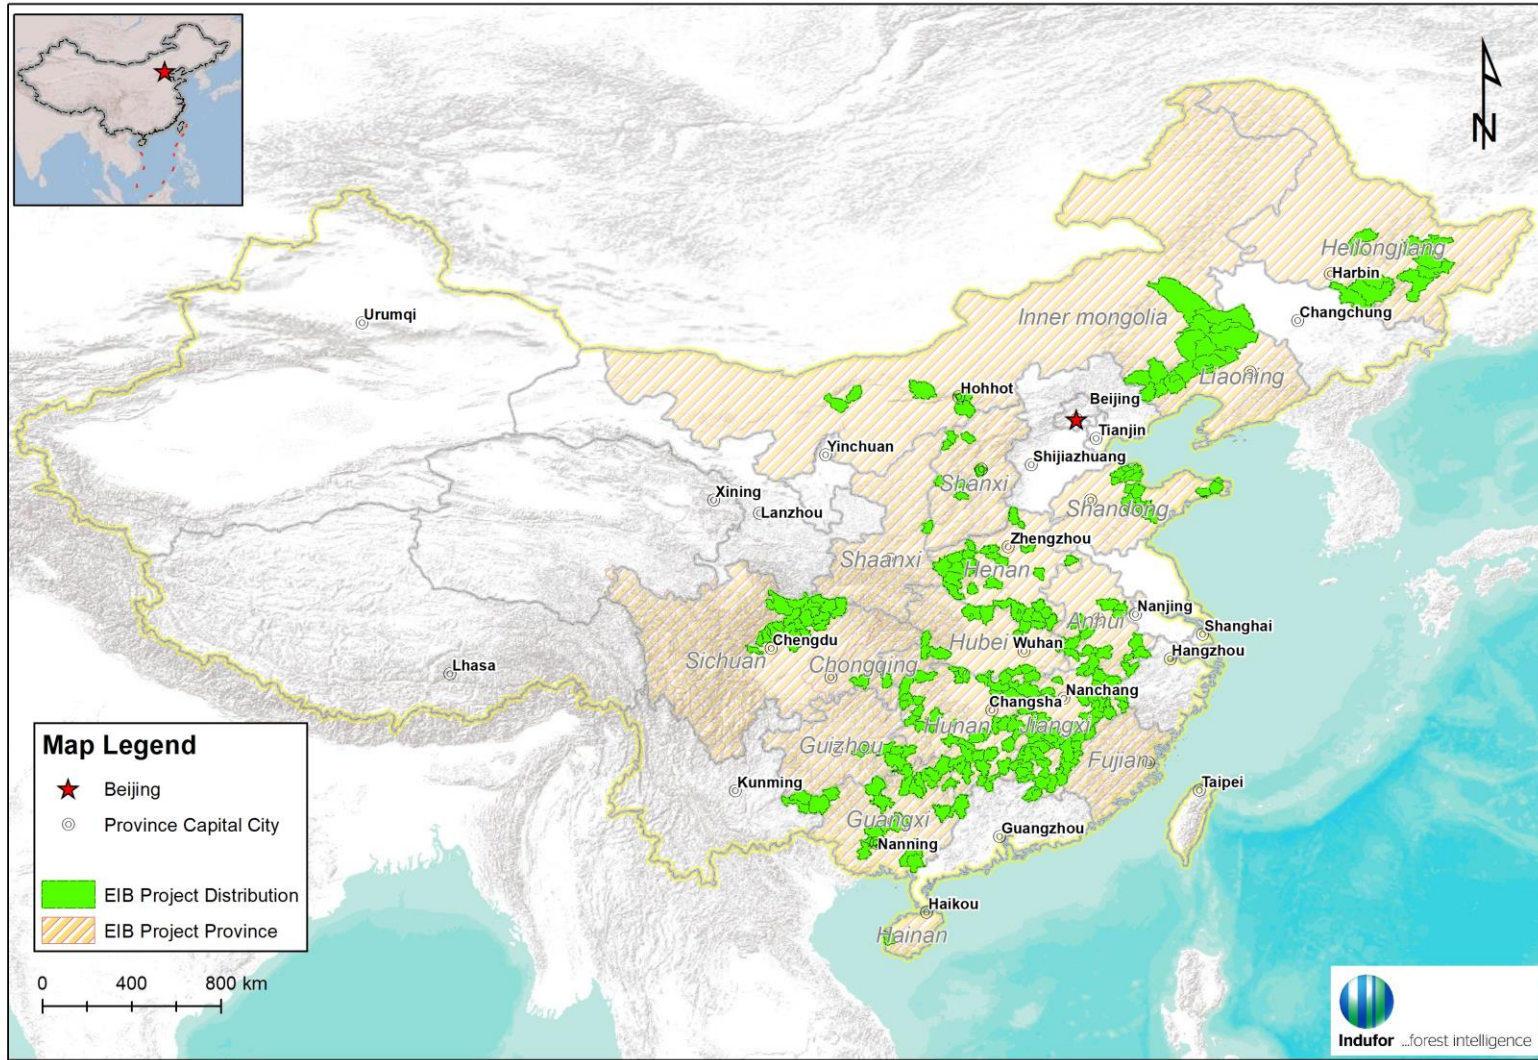 N
Heilongjiang
Harbin
Changchung
Urumqi
Inner mongolia
Liaoning
Hohhot
Beijing
Tianjin
Yinchuan
Shijiazhuang
Shanxi
Xining
Lanzhou
Shandong
Zhengzhou
Shaanxi
Henan
Nanjing
Anhui
Shanghai
Hubei
Wuhan
Hangzhou
Chengdu
Sichuan
Chongqing
Lhasa
Nanchang
Changsha
Hunan
Jiangxi
Guizhou
Fujian
Kunming
Taipei
Guangxi
Guangzhou
Nanning
Haikou
Hainan
Map Legend
Beijing
Province Capital City
EIB Project Distribution
EIB Project Province
0 400 800 km
Indufor ...forest intelligence